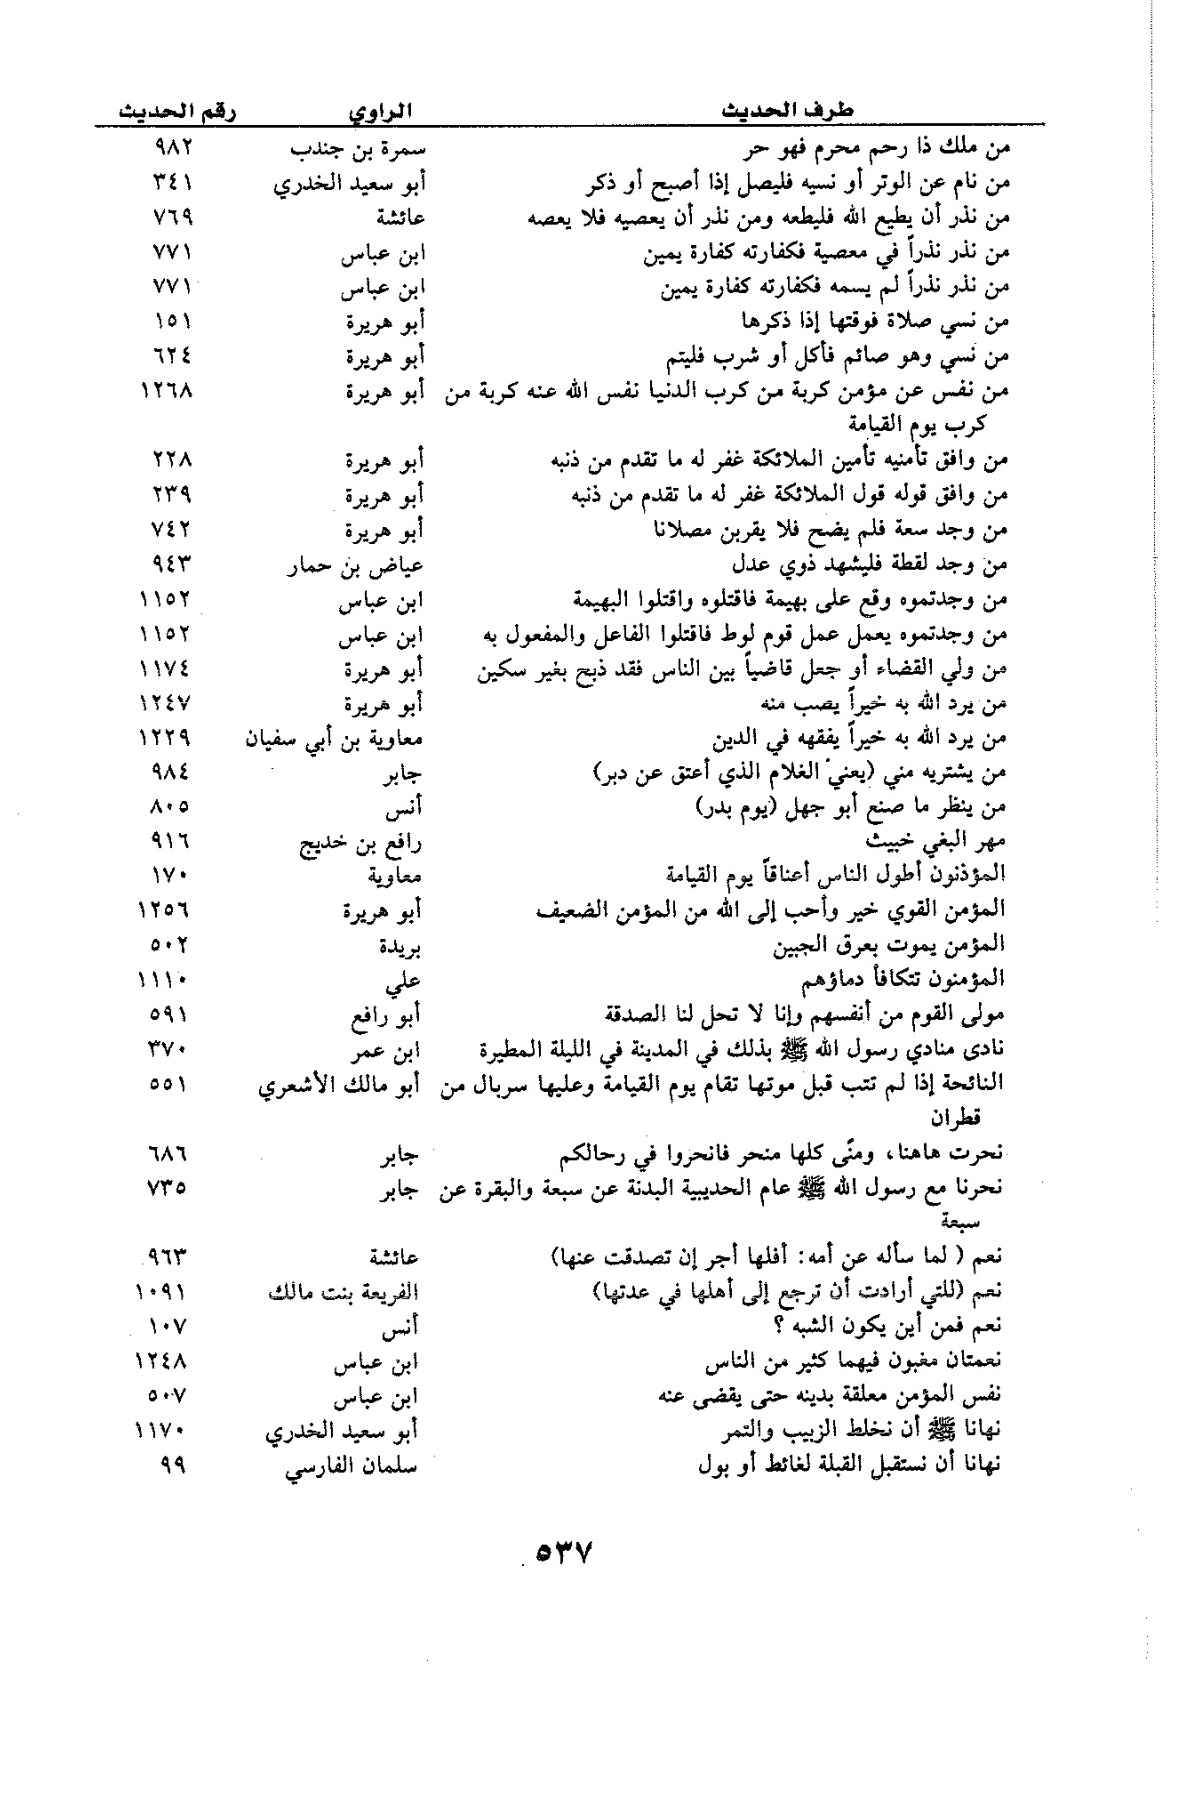 طرف الحديث الراوي رقم الحديث
من ملك ذا رحم محرم فهو حر سمرة بن جندب ٩٨٢
من نام عن الوتر أو نسيه فليصل إذا أصبح أو ذكر أبو سعيد الخدري ٣٤١
من نذر أن يطيع الله فليطعه ومن نذر أن يعصيه فلا يعصه عائشة ٧٦٩
من نذر نذراً في معصية فكفارته كفارة يمين ابن عباس ٧٧١
من نذر نذراً لم يسمه فكفارته كفارة يمين ابن عباس ٧٧١
من نسي صلاة فوقتها إذا ذكرها أبو هريرة ١٥١
من نسي وهو صائم فأكل أو شرب فليتم أبو هريرة ٦٢٤
من نفس عن مؤمن كربة من كرب الدنيا نفس الله عنه كربة من أبو هريرة ١٢٦٨
كرب يوم القيامة
من وافق تأمنيه تأمين الملائكة غفر له ما تقدم من ذنبه أبو هريرة ٢٢٨
من وافق قوله قول الملائكة غفر له ما تقدم من ذنبه أبو هريرة ٢٣٩
من وجد سعة فلم يضح فلا يقربن مصلانا أبو هريرة ٧٤٢
من وجد لقطة فليشهد ذوي عدل عياض بن حمار ٩٤٣
من وجدتموه وقع على بهيمة فاقتلوه واقتلوا البهيمة ابن عباس ١١٥٢
من وجدتموه يعمل عمل قوم لوط فاقتلوا الفاعل والمفعول به ابن عباس ١١٥٢
من ولي القضاء أو جعل قاضياً بين الناس فقد ذبح بغير سكين أبو هريرة ١١٧٤
من يرد الله به خيراً يصب منه أبو هريرة ١٢٤٧
من يرد الله به خيراً يفقهه في الدين معاوية بن أبي سفيان ١٢٢٩
من يشتريه مني (يعني الغلام الذي أعتق عن دبر) جابر ٩٨٤
من ينظر ما صنع أبو جهل (يوم بدر) أنس ٨٠٥
مهر البغي خبيث رافع بن خديج ٩١٦
المؤذنون أطول الناس أعناقاً يوم القيامة معاوية ١٧٠
المؤمن القوي خير وأحب إلى الله من المؤمن الضعيف أبو هريرة ١٢٥٦
المؤمن يموت بعرق الجبين بريدة ٥٠٢
المؤمنون تتكافأ دماؤهم علي ١١١٠
مولى القوم من أنفسهم وإنا لا تحل لنا الصدقة أبو رافع ٥٩١
نادى منادي رسول الله ﷺ بذلك في المدينة في الليلة المطيرة ابن عمر ٣٧٠
النائحة إذا لم تتب قبل موتها تقام يوم القيامة وعليها سربال من أبو مالك الأشعري ٥٥١
قطران
نحرت هاهنا، ومنًى كلها منحر فانحروا في رحالكم جابر ٦٨٦
نحرنا مع رسول الله ﷺ عام الحديبية البدنة عن سبعة والبقرة عن جابر ٧٣٥
سبعة
نعم ( لما سأله عن أمه: أفلها أجر إن تصدقت عنها) عائشة ٩٦٣
نعم (للتي أرادت أن ترجع إلى أهلها في عدتها) الفريعة بنت مالك ١٠٩١
نعم فمن أين يكون الشبه ؟ أنس ١٠٧
نعمتان مغبون فيهما كثير من الناس ابن عباس ١٢٤٨
نفس المؤمن معلقة بدينه حتى يقضى عنه ابن عباس ٥٠٧
نهانا ﷺ أن نخلط الزبيب والتمر أبو سعيد الخدري ١١٧٠
نهانا أن نستقبل القبلة لغائط أو بول سلمان الفارسي ٩٩
٥٣٧